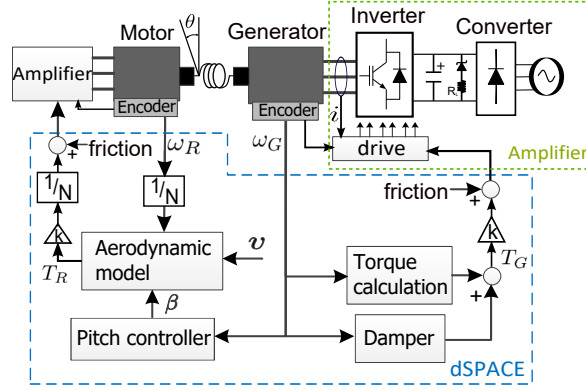 θ
Motor
Generator
Inverter
Converter
Amplifier
Encoder
Encoder
+
R
i
ω_R
ω_G
drive
Amplifier
friction
+
1/N
1/N
friction
+
k
k
T_R
T_G
Aerodynamic
model
v
Torque
calculation
+
β
Pitch controller
Damper
dSPACE